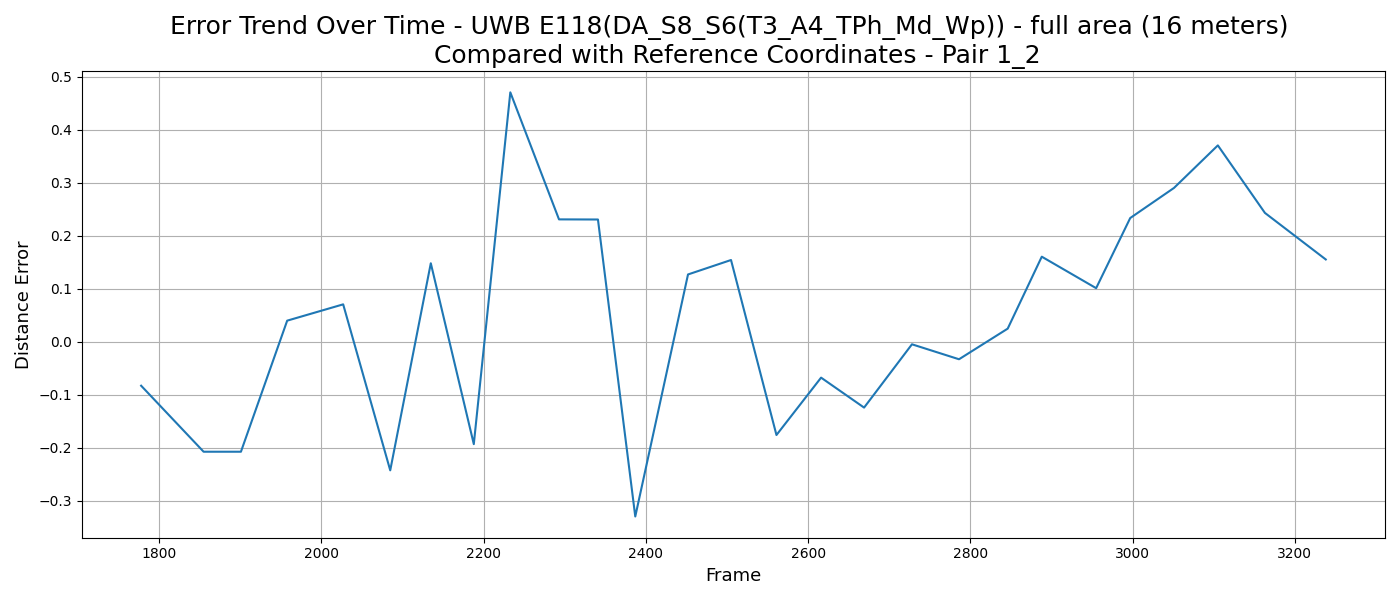 Error Trend Over Time - UWB E118(DA_S8_S6(T3_A4_TPh_Md_Wp)) - full area (16 meters)
Compared with Reference Coordinates - Pair 1_2
0.5
0.4
0.3
0.2
0.1
0.0
−0.1
−0.2
−0.3
Distance Error
1800 2000 2200 2400 2600 2800 3000 3200
Frame